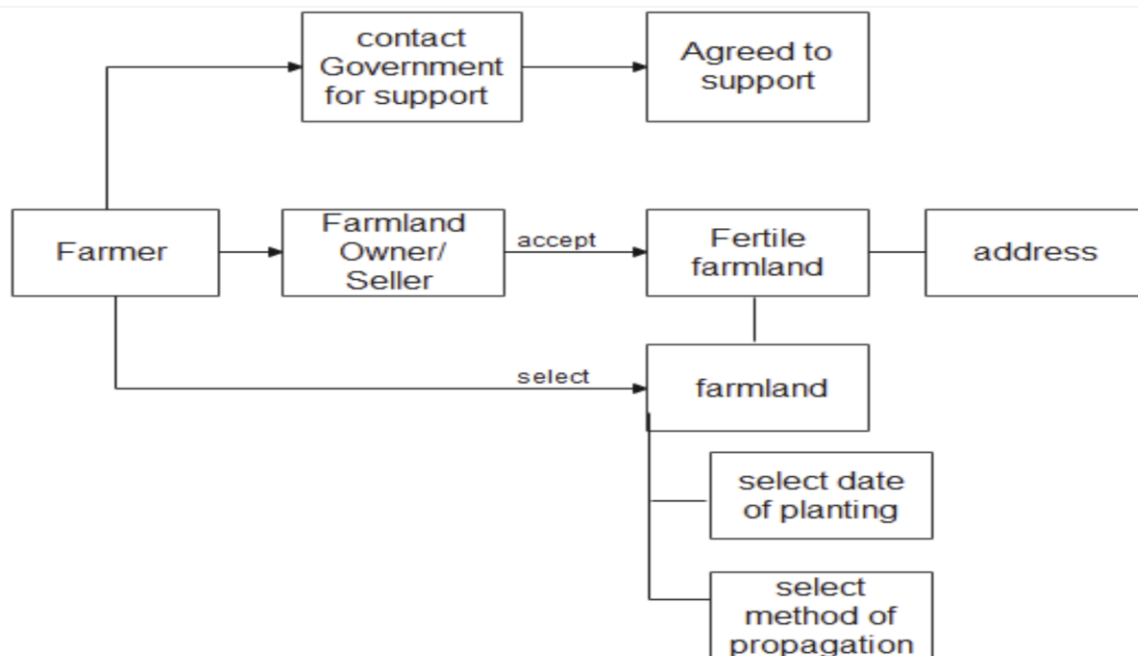 contact
Government
for support
Agreed to
support
Farmer
Farmland
Owner/
Seller
accept
Fertile
farmland
address
select
farmland
select date
of planting
select
method of
propagation